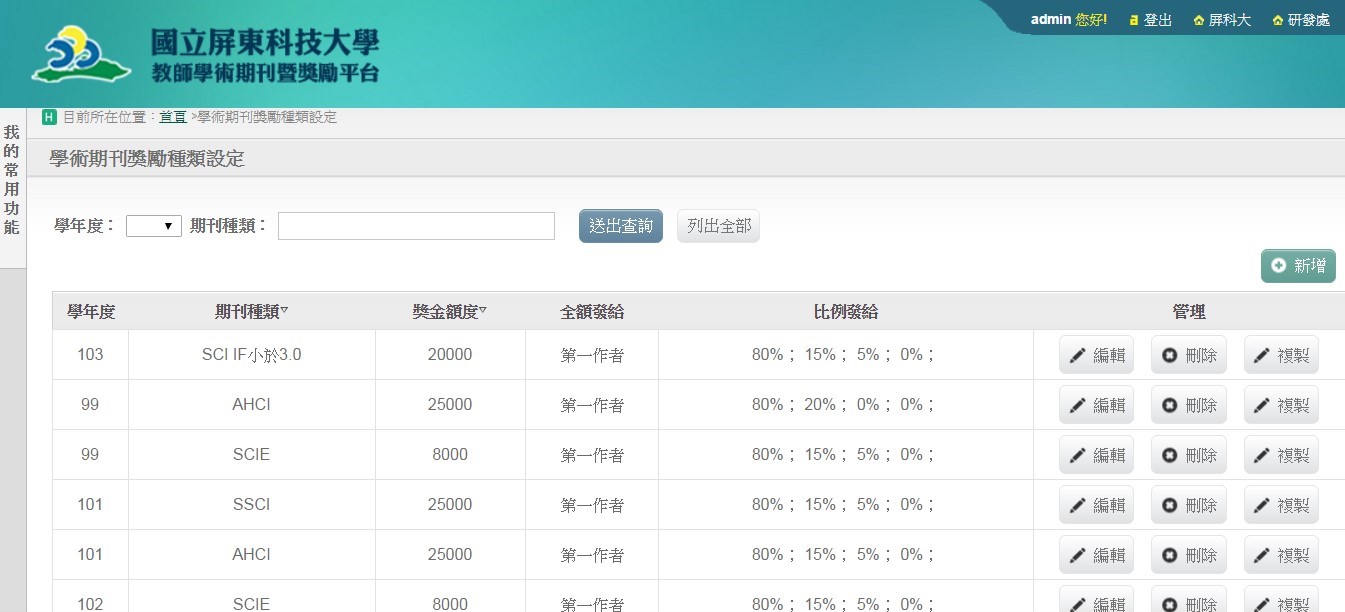 admin 您好! 登出 屏科大 研發處
國立屏東科技大學
教師學術期刊暨獎勵平台
我的常用功能
H 目前所在位置：首頁 >學術期刊獎勵種類設定
學術期刊獎勵種類設定
學年度： 期刊種類： 送出查詢 列出全部
新增
學年度 期刊種類▿ 獎金額度▿ 全額發給 比例發給 管理
103 SCI IF小於3.0 20000 第一作者 80%； 15%； 5%； 0%； 編輯 刪除 複製
99 AHCI 25000 第一作者 80%； 20%； 0%； 0%； 編輯 刪除 複製
99 SCIE 8000 第一作者 80%； 15%； 5%； 0%； 編輯 刪除 複製
101 SSCI 25000 第一作者 80%； 15%； 5%； 0%； 編輯 刪除 複製
101 AHCI 25000 第一作者 80%； 15%； 5%； 0%； 編輯 刪除 複製
102 SCIE 8000 第一作者 80%； 15%； 5%； 0%； 編輯 刪除 複製